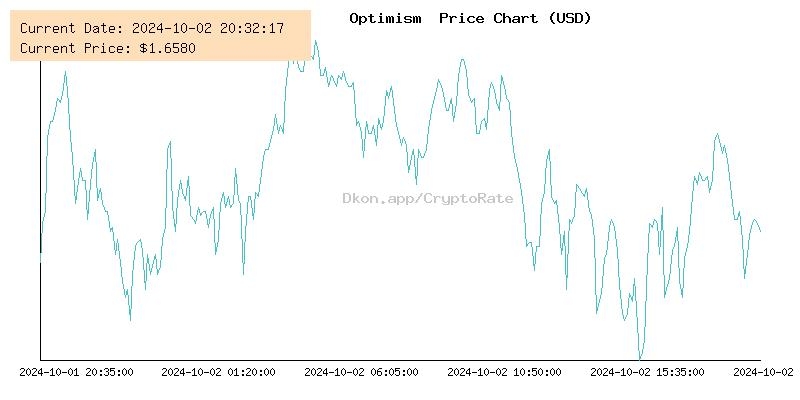 Optimism  Price Chart (USD)
Current Date: 2024-10-02 20:32:17
Current Price: $1.6580
Dkon.app/CryptoRate
2024-10-01 20:35:00 2024-10-02 01:20:00 2024-10-02 06:05:00 2024-10-02 10:50:00 2024-10-02 15:35:00 2024-10-02